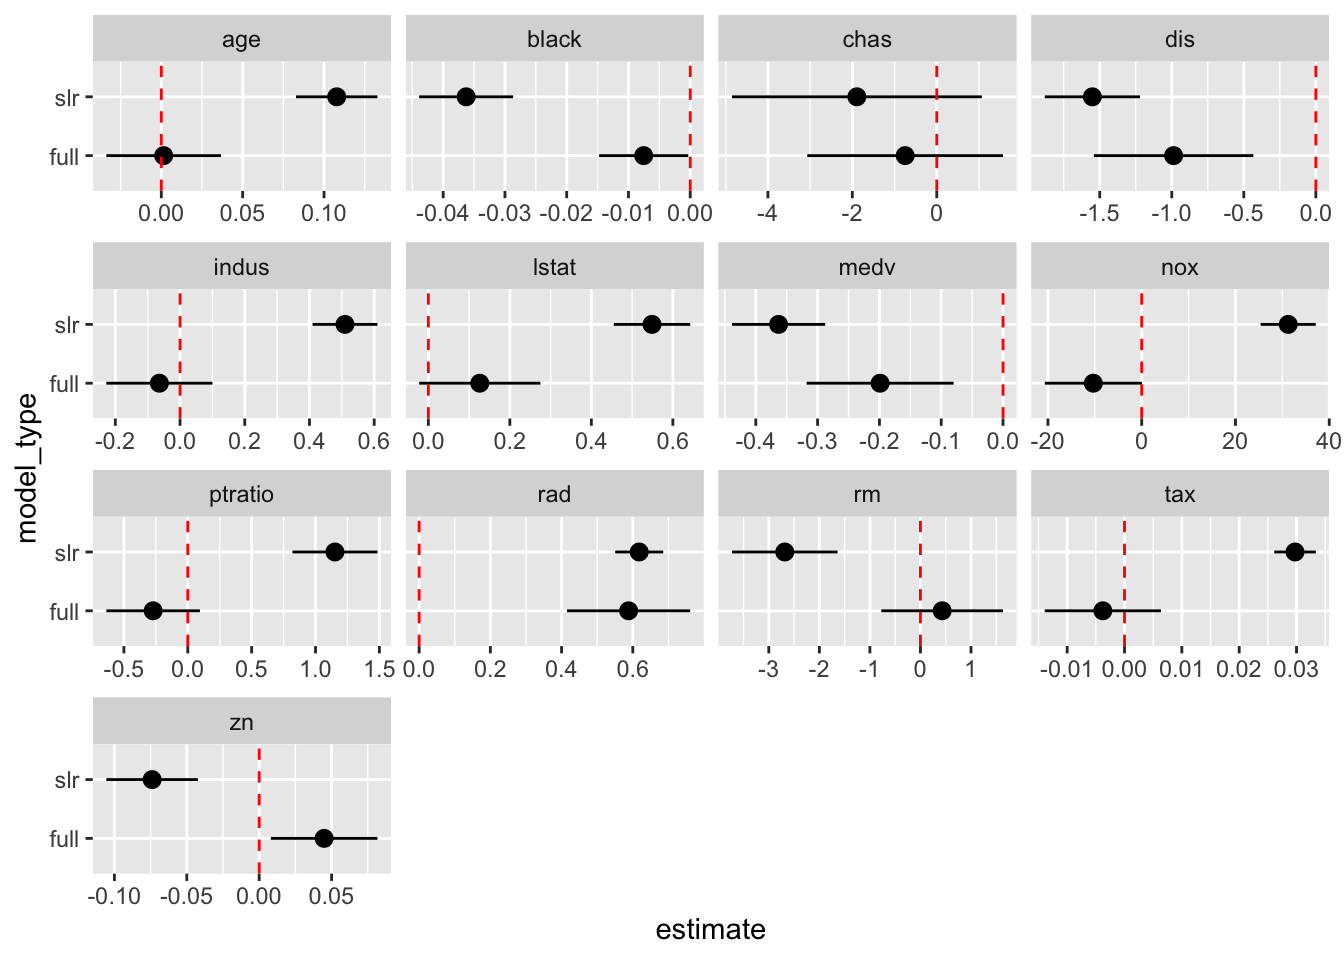 age black chas dis
slr
full
0.00 0.05 0.10 -0.04 -0.03 -0.02 -0.01 0.00 -4 -2 0 -1.5 -1.0 -0.5 0.0
indus lstat medv nox
slr
full
-0.2 0.0 0.2 0.4 0.6 0.0 0.2 0.4 0.6 -0.4 -0.3 -0.2 -0.1 0.0 -20 0 20 40
model_type
ptratio rad rm tax
slr
full
-0.5 0.0 0.5 1.0 1.5 0.0 0.2 0.4 0.6 -3 -2 -1 0 1 -0.01 0.00 0.01 0.02 0.03
zn
slr
full
-0.10 -0.05 0.00 0.05
estimate